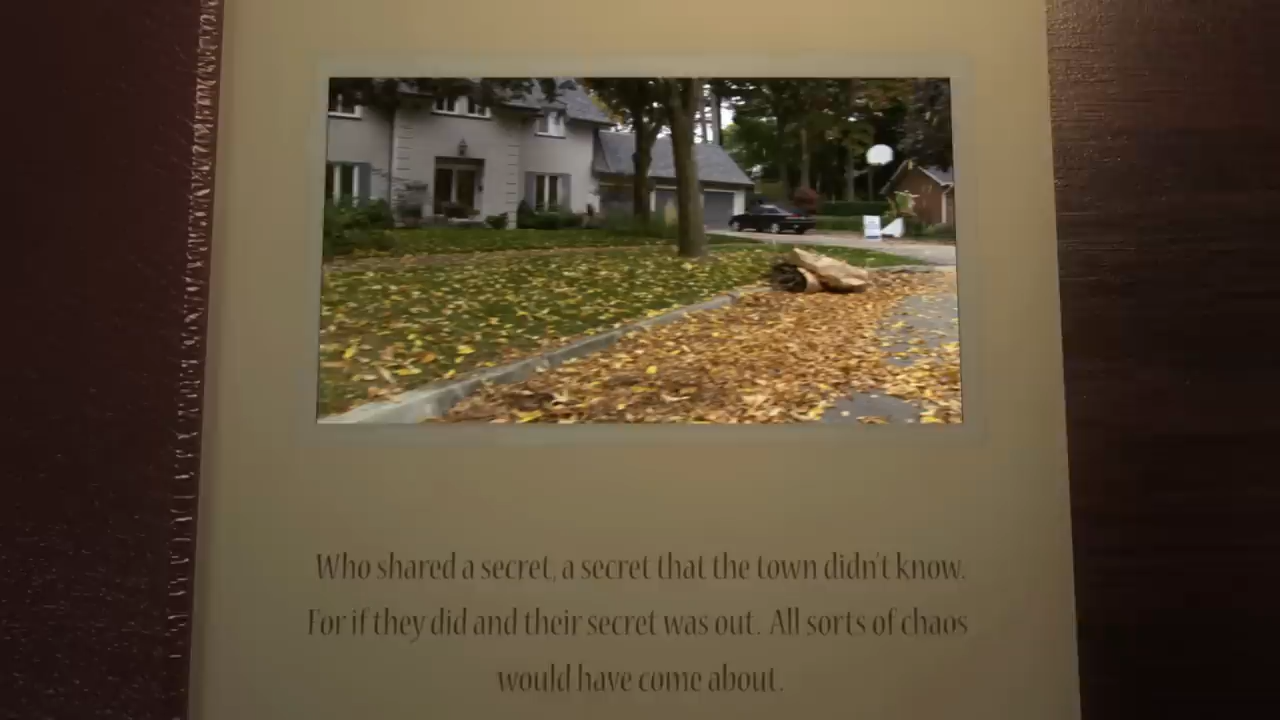 Who shared a secret, a secret that the town didn't know.
For if they did and their secret was out. All sorts of chaos
would have come about.